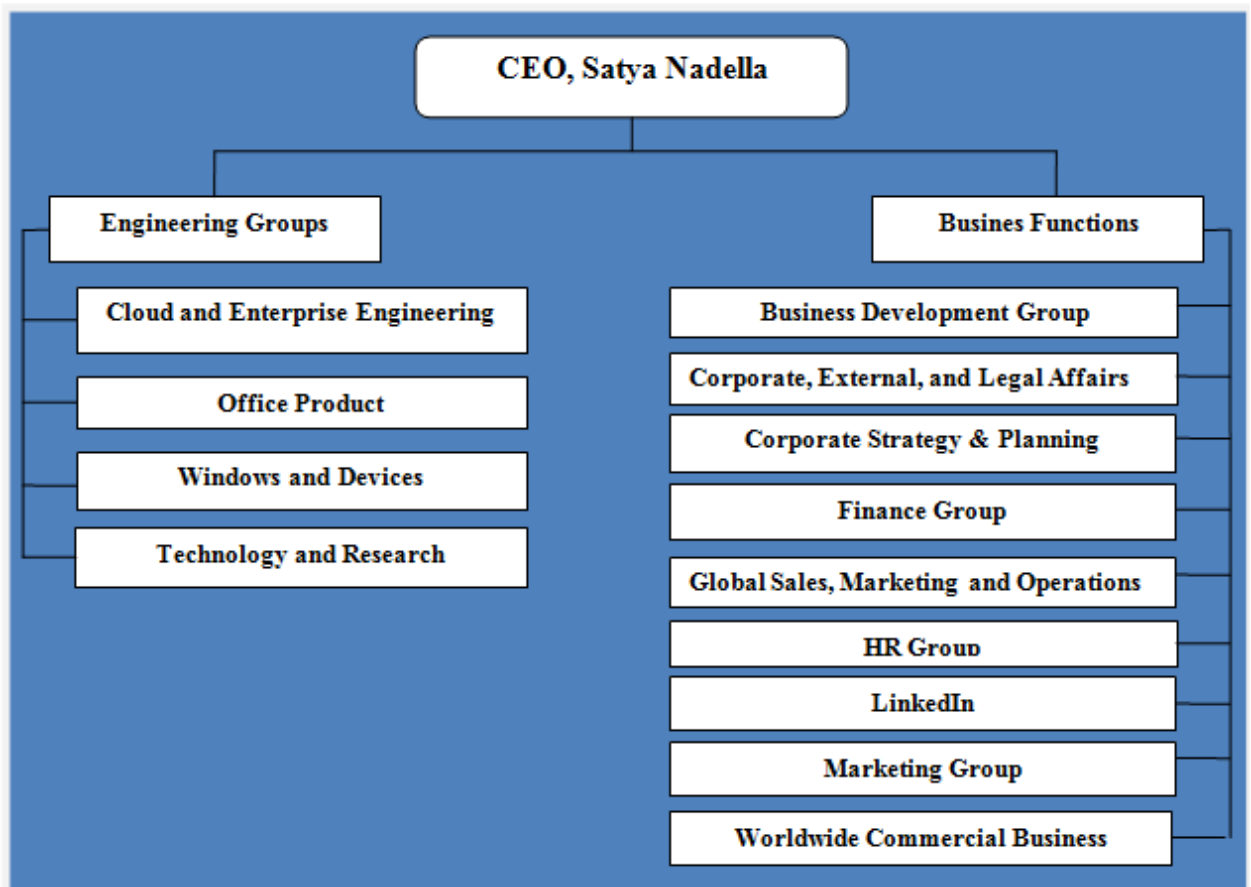 CEO, Satya Nadella
Engineering Groups
Cloud and Enterprise Engineering
Office Product
Windows and Devices
Technology and Research
Busines Functions
Business Development Group
Corporate, External, and Legal Affairs
Corporate Strategy & Planning
Finance Group
Global Sales, Marketing and Operations
HR Group
LinkedIn
Marketing Group
Worldwide Commercial Business